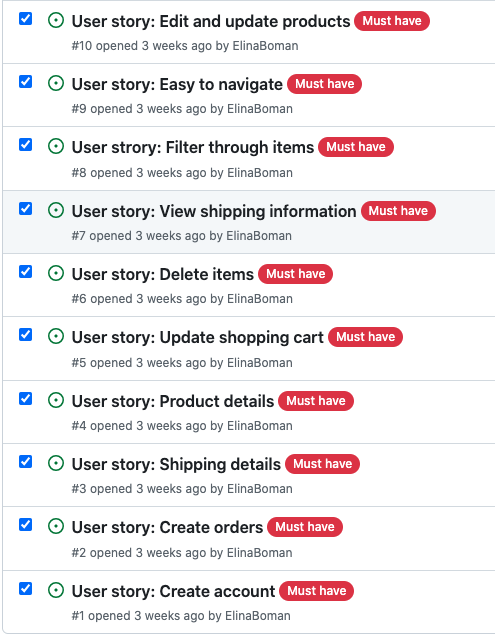 User story: Edit and update products Must have
#10 opened 3 weeks ago by ElinaBoman
User story: Easy to navigate Must have
#9 opened 3 weeks ago by ElinaBoman
User strory: Filter through items Must have
#8 opened 3 weeks ago by ElinaBoman
User story: View shipping information Must have
#7 opened 3 weeks ago by ElinaBoman
User story: Delete items Must have
#6 opened 3 weeks ago by ElinaBoman
User story: Update shopping cart Must have
#5 opened 3 weeks ago by ElinaBoman
User story: Product details Must have
#4 opened 3 weeks ago by ElinaBoman
User story: Shipping details Must have
#3 opened 3 weeks ago by ElinaBoman
User story: Create orders Must have
#2 opened 3 weeks ago by ElinaBoman
User story: Create account Must have
#1 opened 3 weeks ago by ElinaBoman